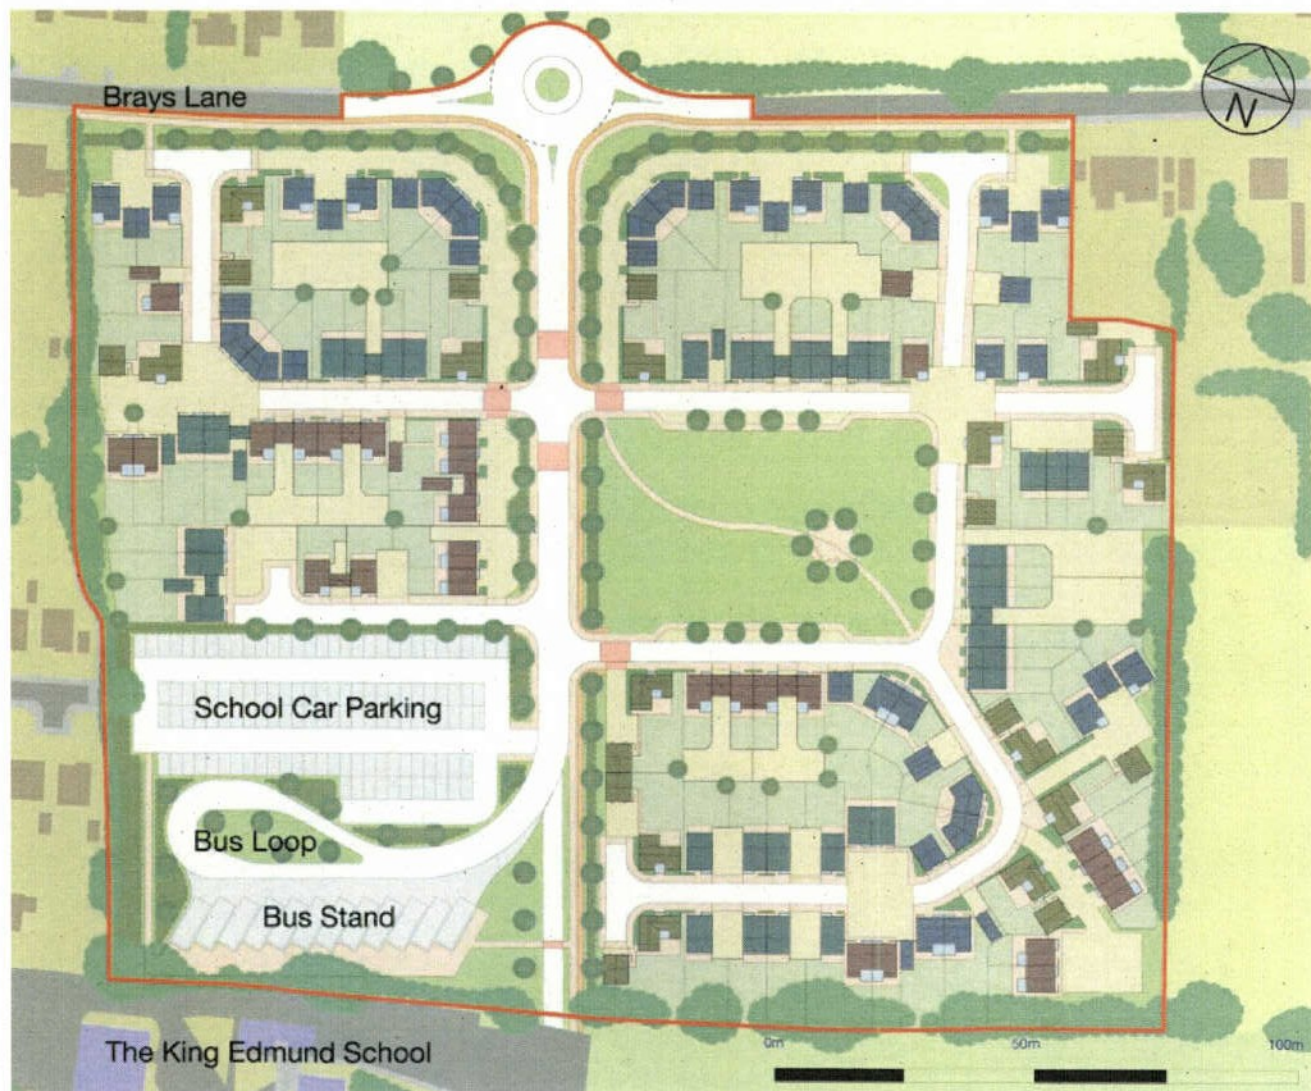 Brays Lane
N
School Car Parking
Bus Loop
Bus Stand
The King Edmund School
0m 50m 100m